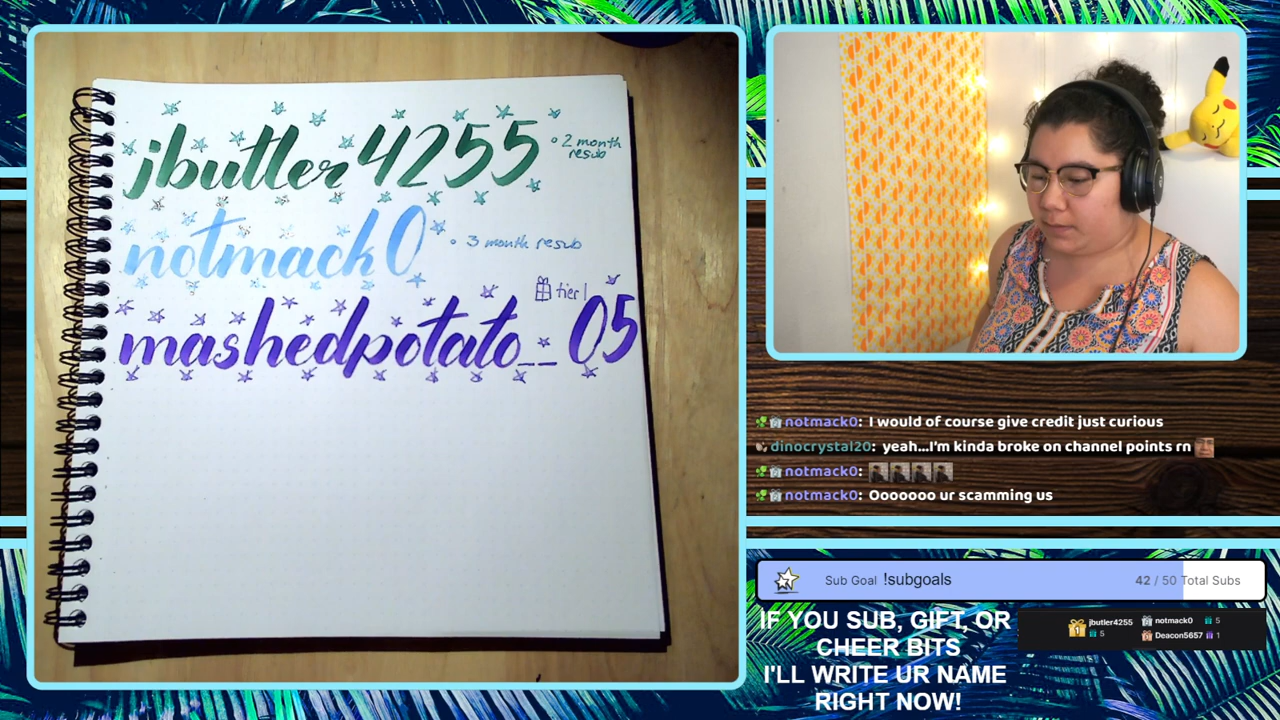 jbutler4255
• 2 month
resub
notmack0
• 3 month resub
tier 1
mashedpotato__05
notmack0: I would of course give credit just curious
dinocrystal20: yeah...I'm kinda broke on channel points rn
notmack0:
notmack0: Ooooooo ur scamming us
Sub Goal !subgoals 42 / 50 Total Subs
IF YOU SUB, GIFT, OR
CHEER BITS
I'LL WRITE UR NAME
RIGHT NOW!
1 jbutler4255 5
notmack0 5
Deacon5657 1